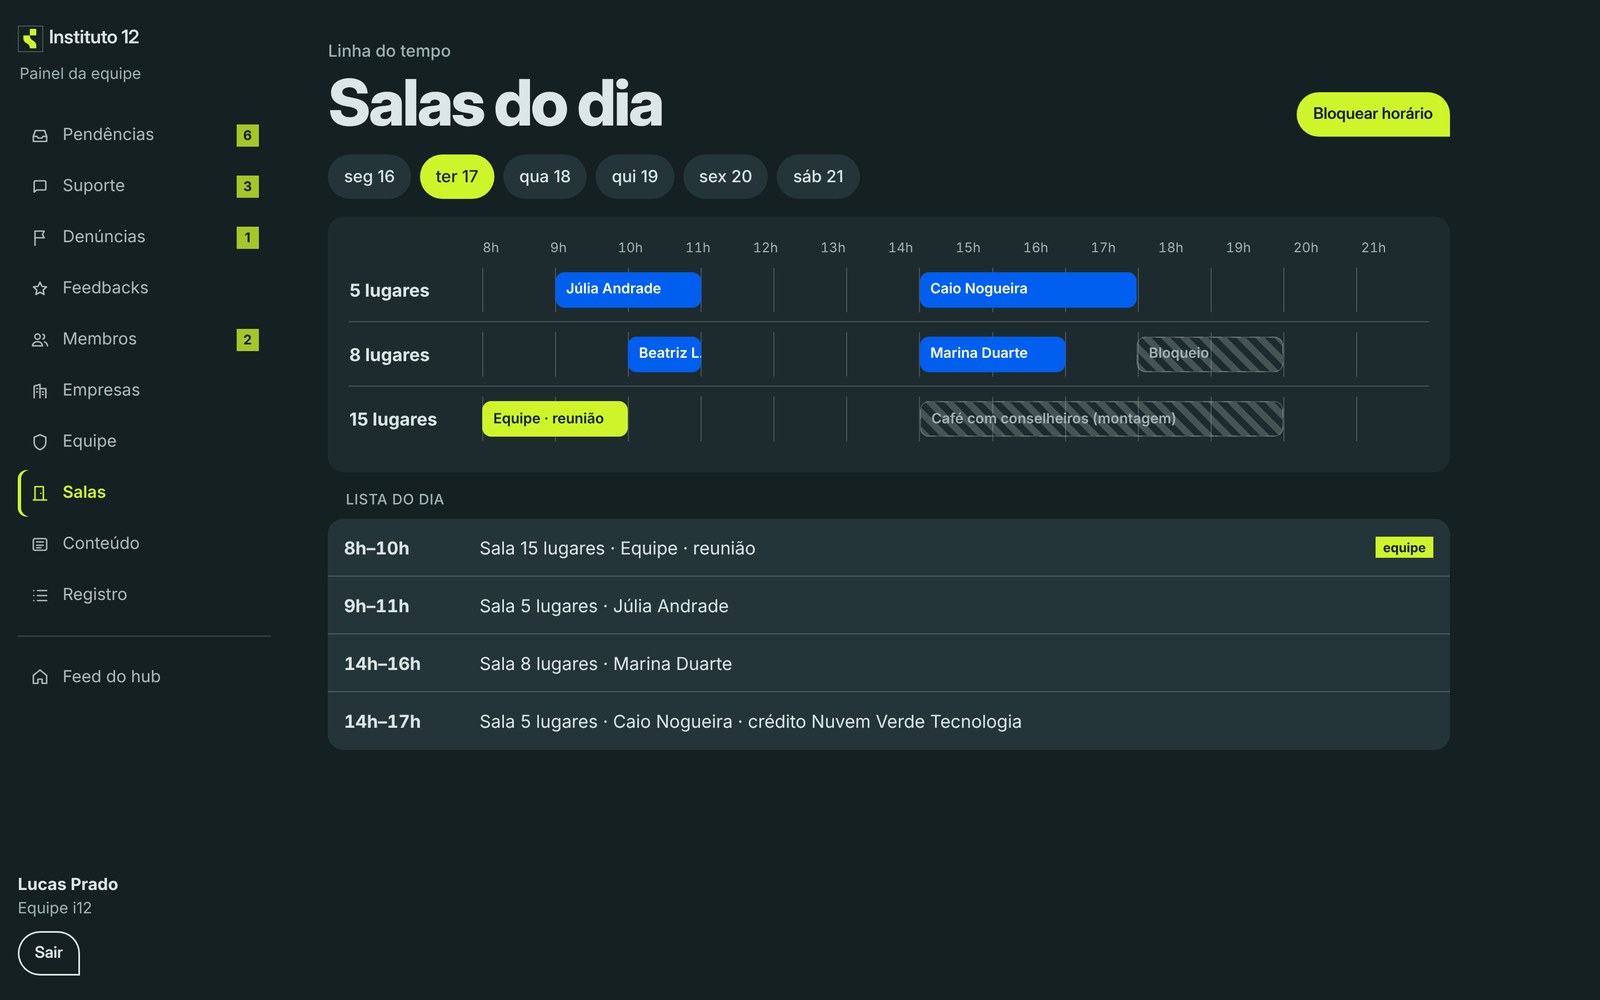 Instituto 12
Painel da equipe
Pendências 6
Suporte 3
Denúncias 1
Feedbacks
Membros 2
Empresas
Equipe
Salas
Conteúdo
Registro
Feed do hub
Lucas Prado
Equipe i12
Sair
Linha do tempo
Salas do dia
Bloquear horário
seg 16 ter 17 qua 18 qui 19 sex 20 sáb 21
8h 9h 10h 11h 12h 13h 14h 15h 16h 17h 18h 19h 20h 21h
5 lugares Júlia Andrade Caio Nogueira
8 lugares Beatriz L. Marina Duarte Bloqueio
15 lugares Equipe · reunião Café com conselheiros (montagem)
LISTA DO DIA
8h–10h Sala 15 lugares · Equipe · reunião equipe
9h–11h Sala 5 lugares · Júlia Andrade
14h–16h Sala 8 lugares · Marina Duarte
14h–17h Sala 5 lugares · Caio Nogueira · crédito Nuvem Verde Tecnologia